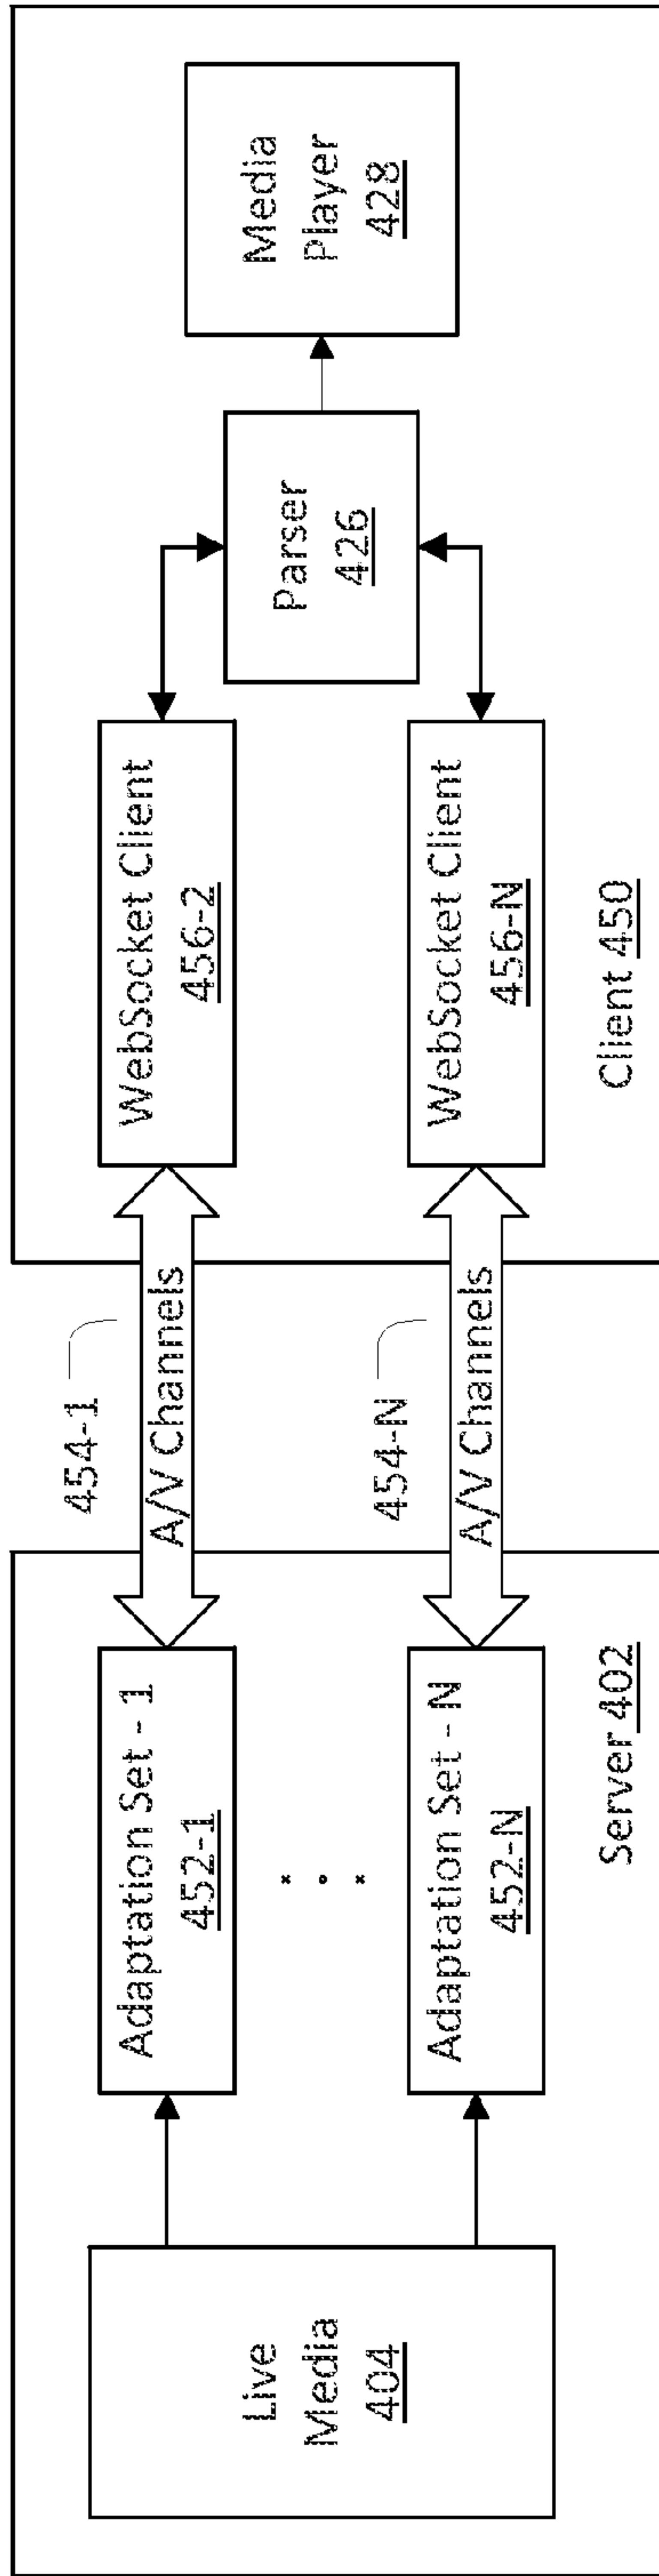 Live
Media
404
Adaptation Set - 1
452-1
Adaptation Set - N
452-N
Server 402
454-1
A/V Channels
454-N
A/V Channels
WebSocket Client
456-2
WebSocket Client
456-N
Client 450
Parser
426
Media
Player
428